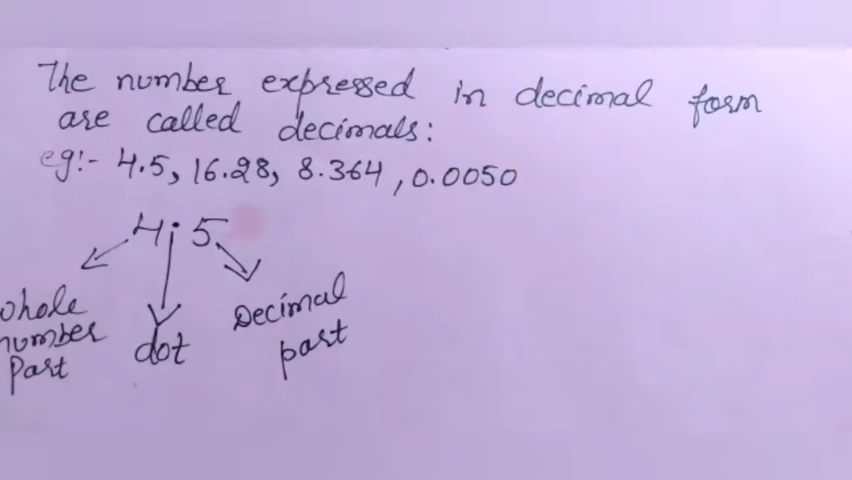 The number expressed in decimal form
are called decimals:
eg:- 4.5, 16.28, 8.364, 0.0050
4.5
whole
number
Part
dot
Decimal
part